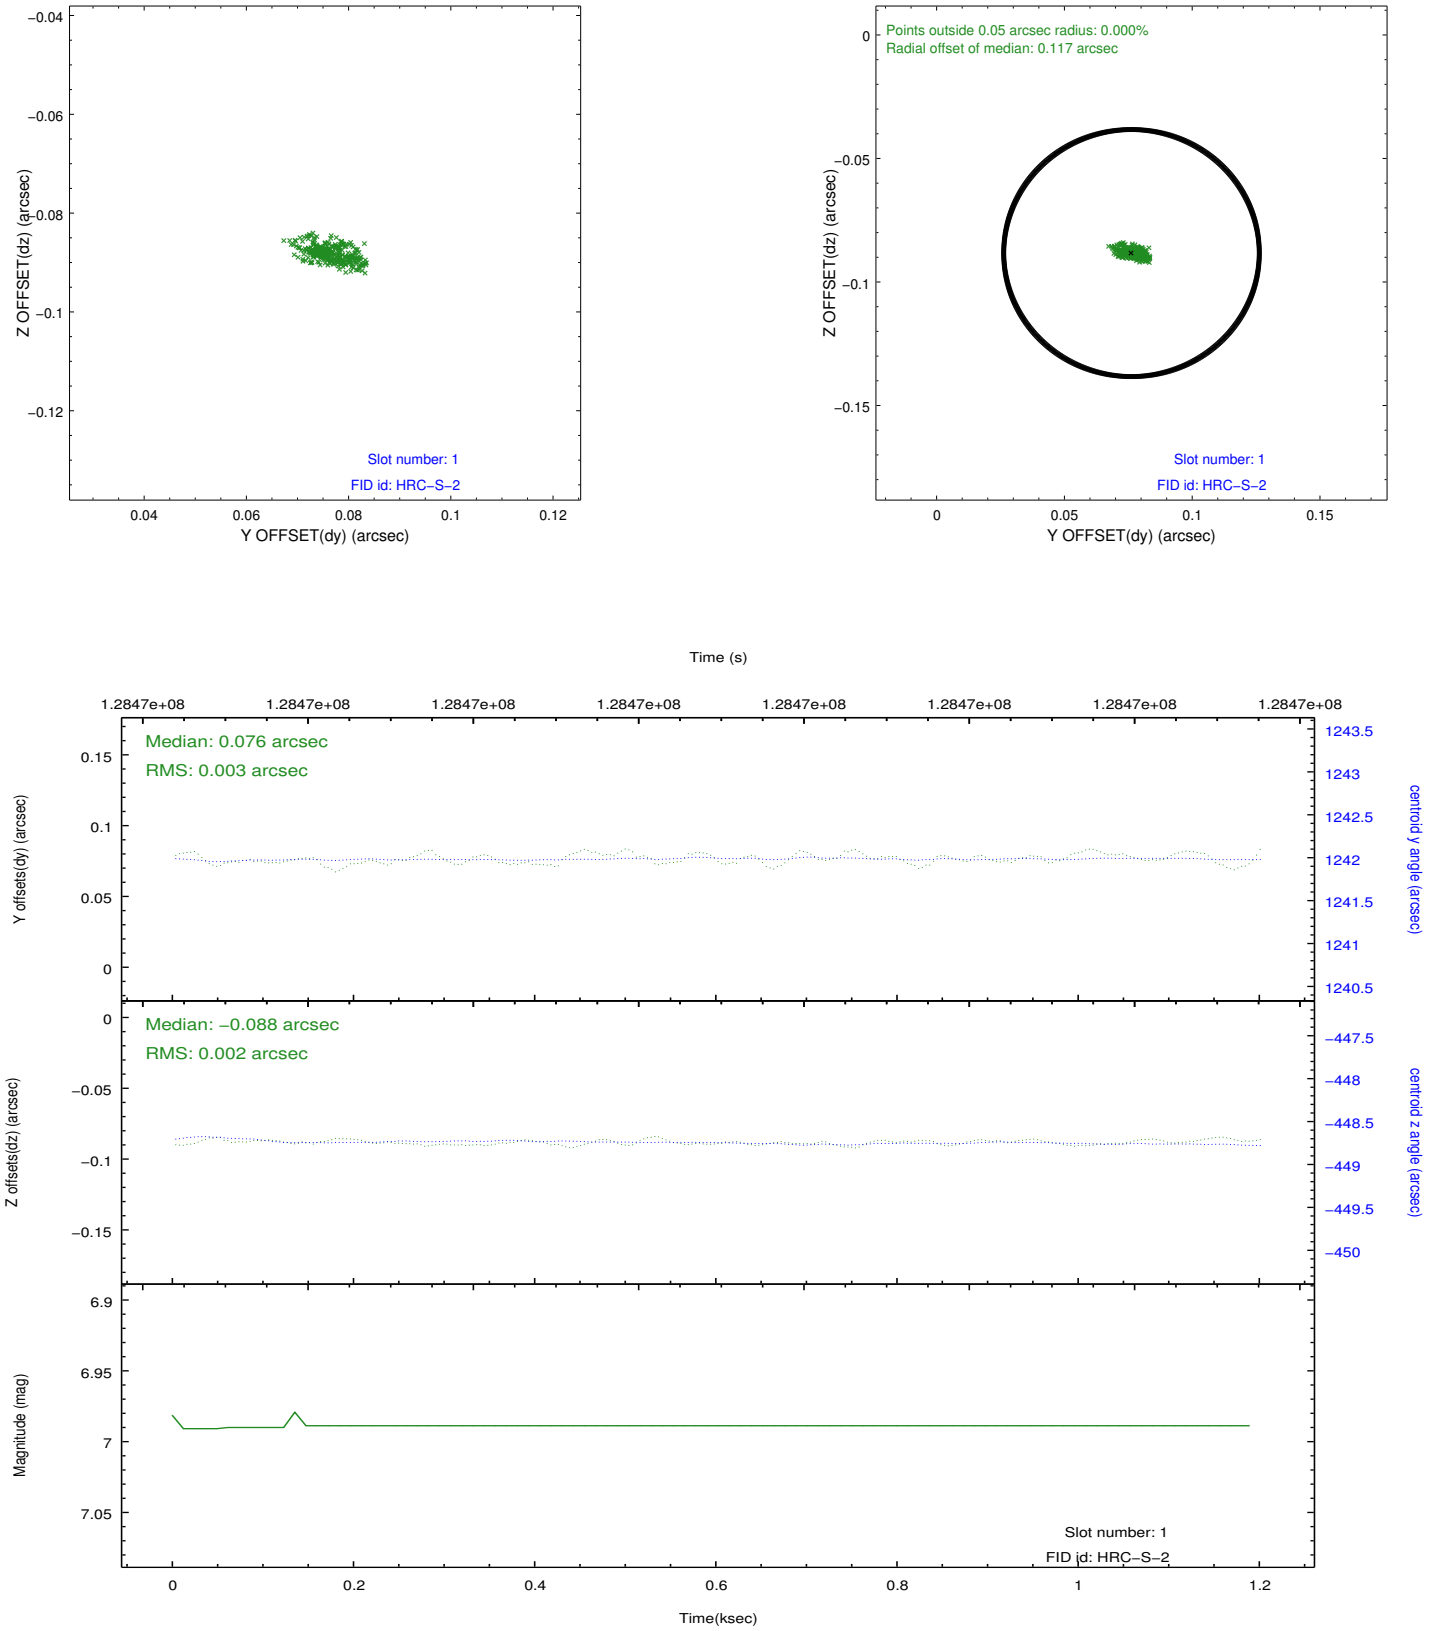 −0.04
−0.06
−0.08
−0.1
−0.12
Z OFFSET(dz) (arcsec)
Slot number: 1
FID id: HRC−S−2
0.04 0.06 0.08 0.1 0.12
Y OFFSET(dy) (arcsec)
Points outside 0.05 arcsec radius: 0.000%
Radial offset of median: 0.117 arcsec
0
−0.05
−0.1
−0.15
Z OFFSET(dz) (arcsec)
Slot number: 1
FID id: HRC−S−2
0 0.05 0.1 0.15
Y OFFSET(dy) (arcsec)
Time (s)
1.2847e+08 1.2847e+08 1.2847e+08 1.2847e+08 1.2847e+08 1.2847e+08 1.2847e+08 1.2847e+08
Median: 0.076 arcsec
RMS: 0.003 arcsec
0.15
0.1
0.05
0
Y offsets(dy) (arcsec)
1243.5
1243
1242.5
1242
1241.5
1241
1240.5
centroid y angle (arcsec)
Median: −0.088 arcsec
RMS: 0.002 arcsec
0
−0.05
−0.1
−0.15
Z offsets(dz) (arcsec)
−447.5
−448
−448.5
−449
−449.5
−450
centroid z angle (arcsec)
6.9
6.95
7
7.05
Magnitude (mag)
Slot number: 1
FID id: HRC−S−2
0 0.2 0.4 0.6 0.8 1 1.2
Time(ksec)